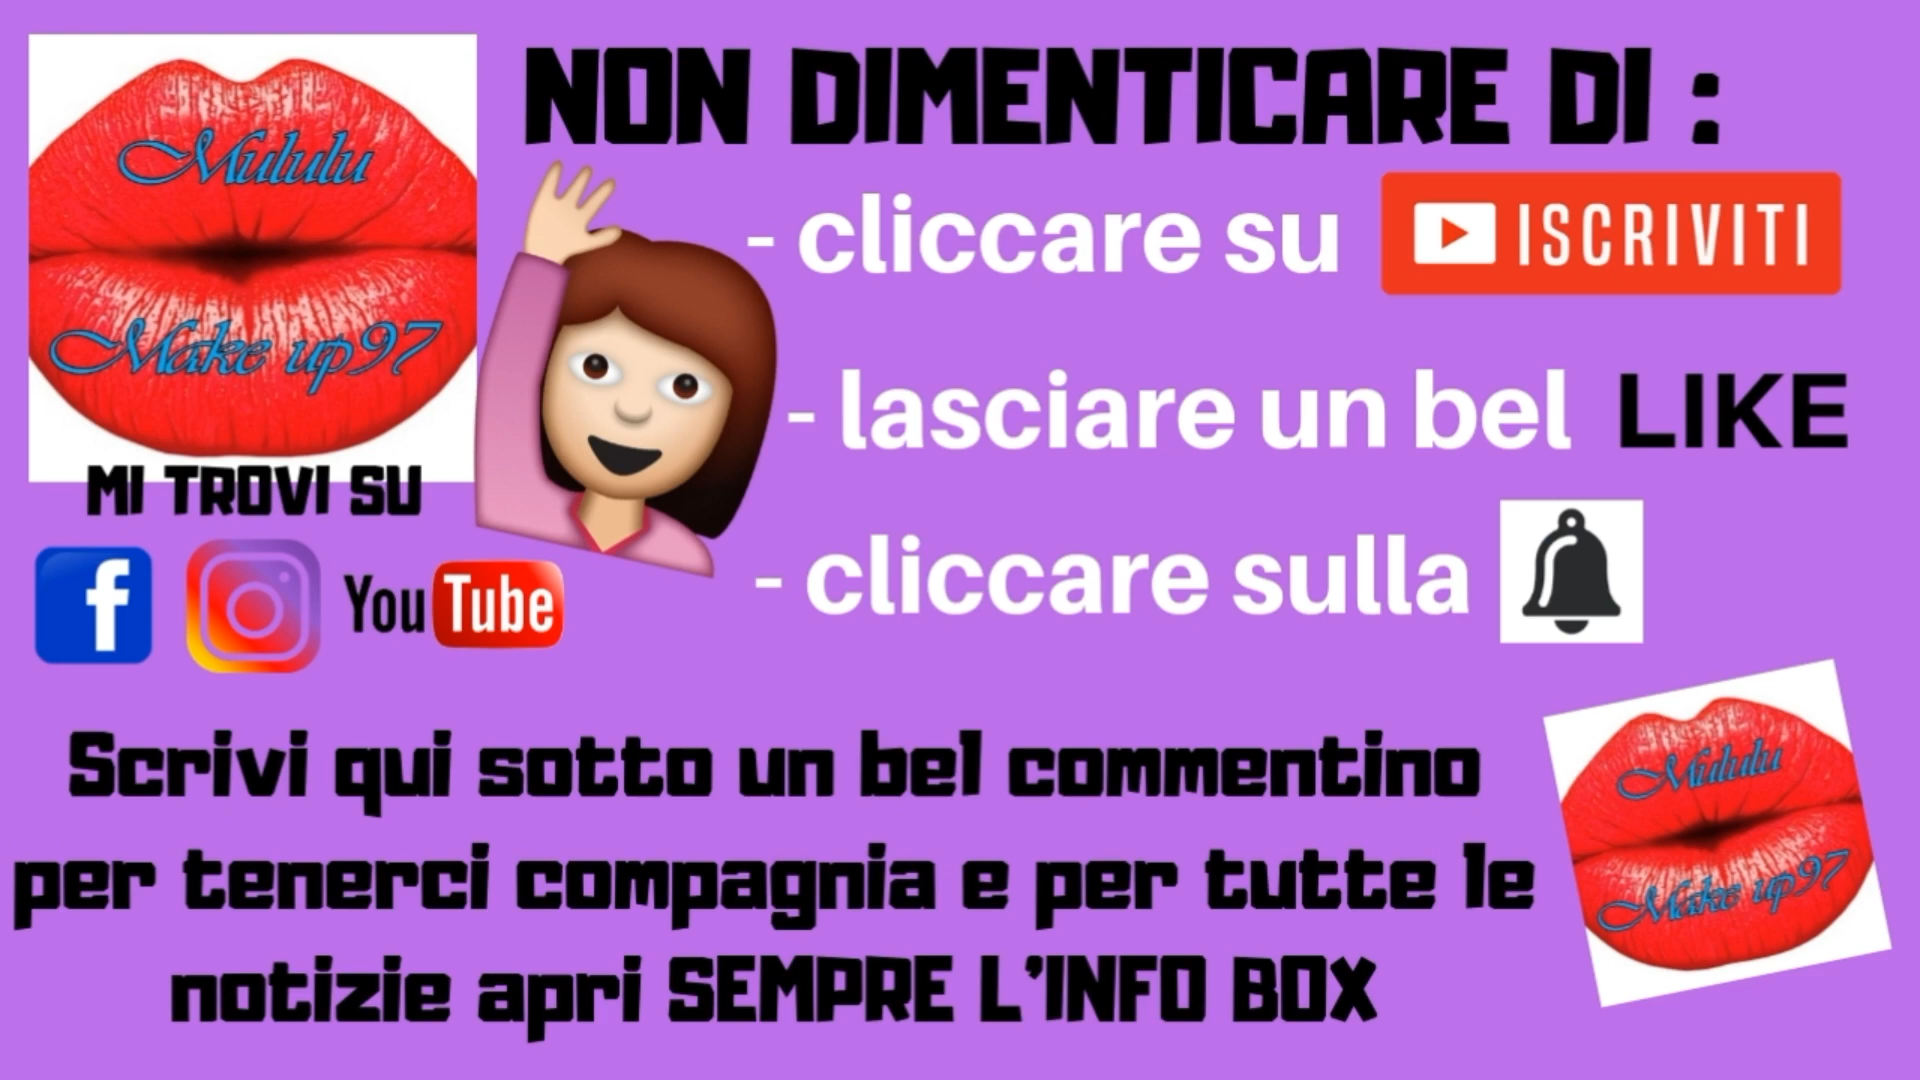 Mululu
Make up97
MI TROVI SU
f
You Tube
NON DIMENTICARE DI :
- cliccare su ISCRIVITI
- lasciare un bel LIKE
- cliccare sulla
Scrivi qui sotto un bel commentino
per tenerci compagnia e per tutte le
notizie apri SEMPRE L'INFO BOX
Mululu
Make up97